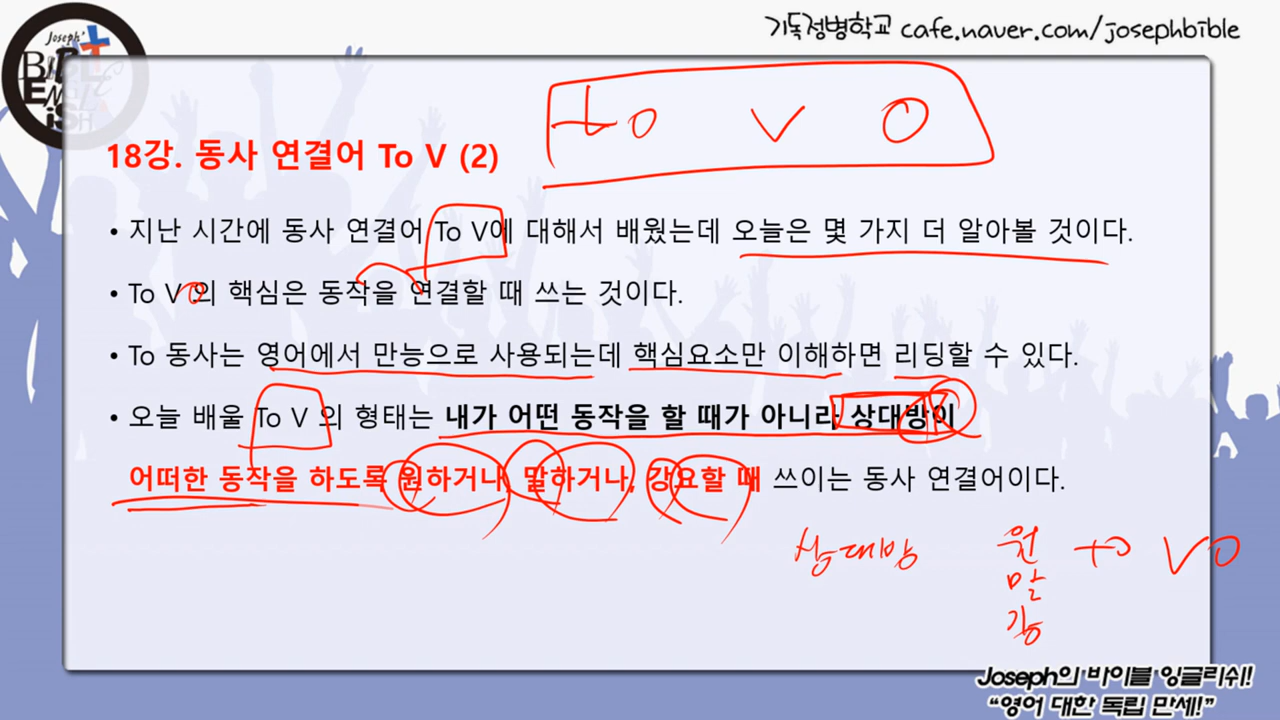 Joseph's
BIBLE
ENGLISH
기독정병학교 cafe.naver.com/josephbible
to V O
18강. 동사 연결어 To V (2)
• 지난 시간에 동사 연결어 To V에 대해서 배웠는데 오늘은 몇 가지 더 알아볼 것이다.
• To V의 핵심은 동작을 연결할 때 쓰는 것이다.
• To 동사는 영어에서 만능으로 사용되는데 핵심요소만 이해하면 리딩할 수 있다.
• 오늘 배울 To V 의 형태는 내가 어떤 동작을 할 때가 아니라 상대방이
어떠한 동작을 하도록 원하거나, 말하거나, 강요할 때 쓰이는 동사 연결어이다.
상대방 원 to VO
말
강
Joseph의 바이블 잉글리쉬!
"영어 대한 독립 만세!"